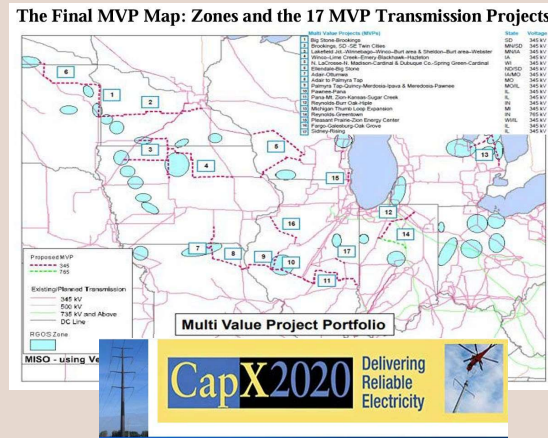 The Final MVP Map: Zones and the 17 MVP Transmission Projects
Multi Value Projects (MVPs) State Voltage
1 Big Stone-Brookings SD 345 kV
2 Brookings, SD -SE Twin Cities MN/SD 345 kV
3 Lakefield Jct.-Winnebago-Winco-Burt area & Sheldon-Burt area-Webster MN/IA 345 kV
4 Winco-Lime Creek-Emery-Blackhawk-Hazleton IA 345 kV
5 N. LaCrosse-N. Madison-Cardinal & Dubuque Co.-Spring Green-Cardinal WI 345 kV
6 Ellendale-Big Stone ND/SD 345 kV
7 Adair-Ottumwa IA/MO 345 kV
8 Adair to Palmyra Tap MO 345 kV
9 Palmyra Tap-Quincy-Merdosia-Ipava & Meredosia-Pawnee MO/IL 345 kV
10 Pawnee-Pana IL 345 kV
11 Pana-Mt. Zion-Kansas-Sugar Creek IL 345 kV
12 Reynolds-Burr Oak-Hiple IN 345 kV
13 Michigan Thumb Loop Expansion MI 345 kV
14 Reynolds-Greentown IN 765 kV
15 Pleasant Prairie-Zion Energy Center WI/IL 345 kV
16 Fargo-Galesburg-Oak Grove IL 345 kV
17 Sidney-Rising IL 345 kV
6
1
2
3
4
5
13
15
16
12
14
7
8
9
10
17
11
Proposed MVP
345
765
Existing/Planned Transmission
345 kV
500 kV
735 kV and Above
DC Line
RGOS Zone
MISO - using Ve
Multi Value Project Portfolio
CapX2020
Delivering
Reliable
Electricity